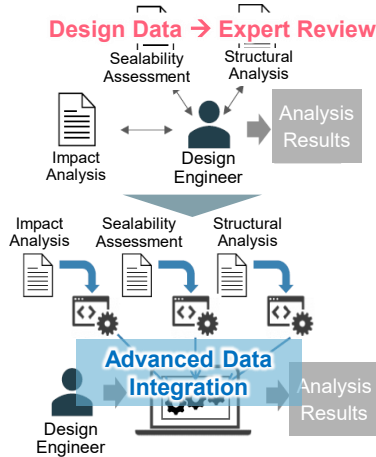 Design Data → Expert Review
Sealability
Assessment
Structural
Analysis
Impact
Analysis
Design
Engineer
Analysis
Results
Impact
Analysis
Sealability
Assessment
Structural
Analysis
Advanced Data
Integration
Design
Engineer
Analysis
Results